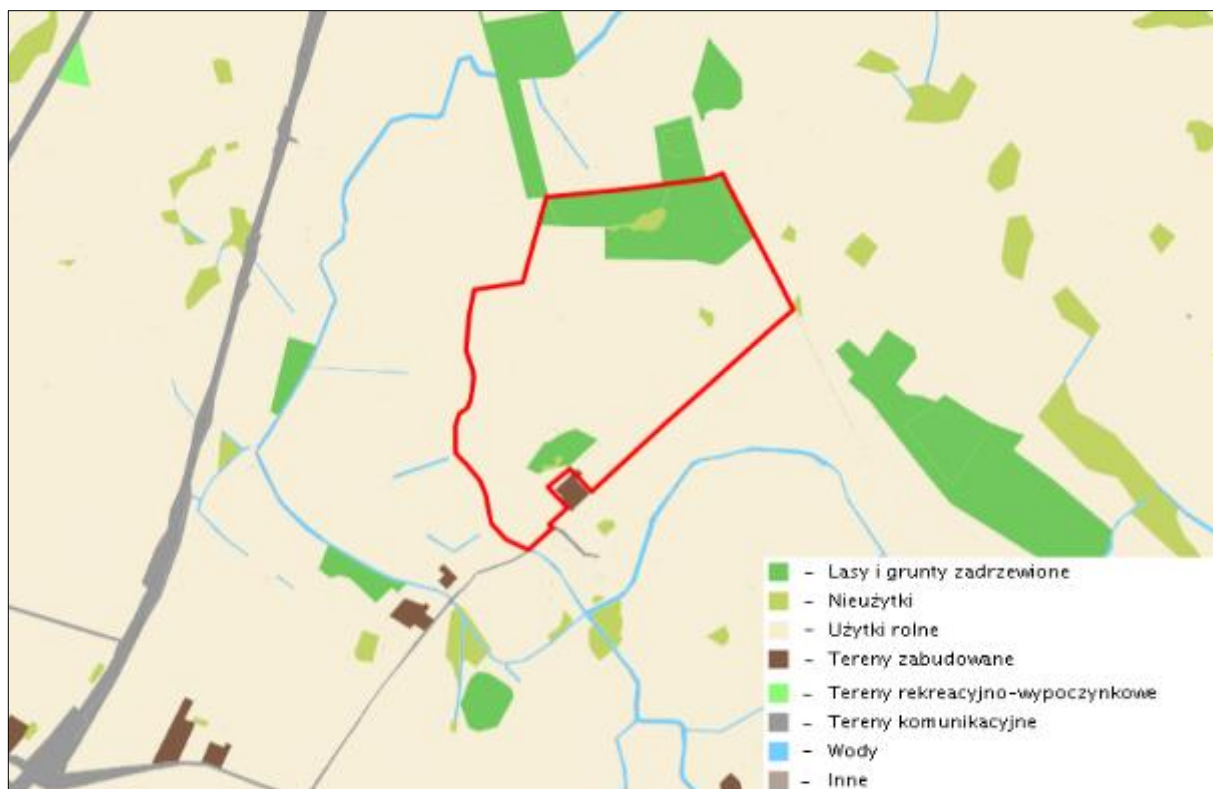 – Lasy i grunty zadrzewione
– Nieużytki
– Użytki rolne
– Tereny zabudowane
– Tereny rekreacyjno-wypoczynkowe
– Tereny komunikacyjne
– Wody
– Inne